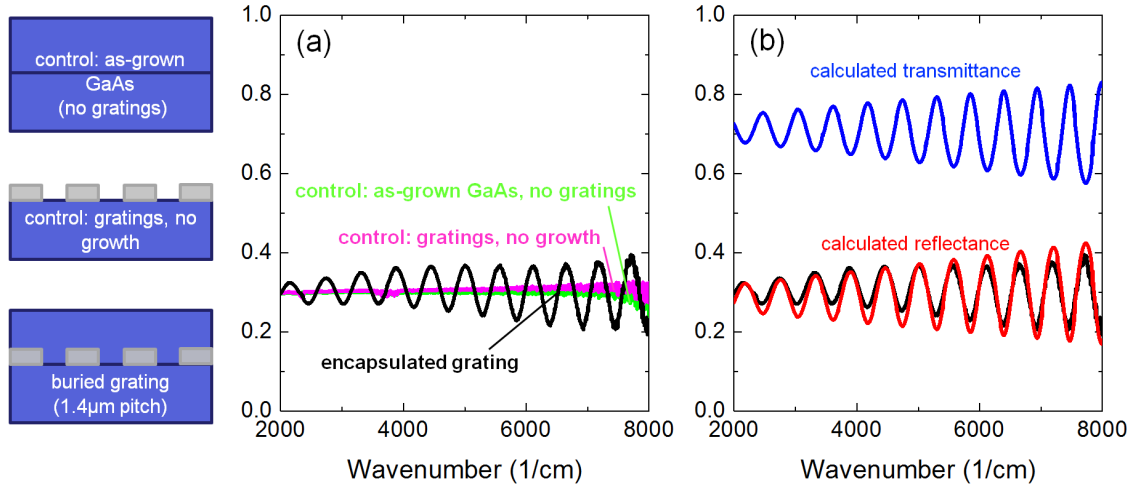 control: as-grown
GaAs
(no gratings)
control: gratings, no
growth
buried grating
(1.4µm pitch)
(a)
1.0
0.8
0.6
0.4
0.2
0.0
control: as-grown GaAs, no gratings
control: gratings, no growth
encapsulated grating
2000 4000 6000 8000
Wavenumber (1/cm)
(b)
1.0
0.8
0.6
0.4
0.2
0.0
calculated transmittance
calculated reflectance
2000 4000 6000 8000
Wavenumber (1/cm)